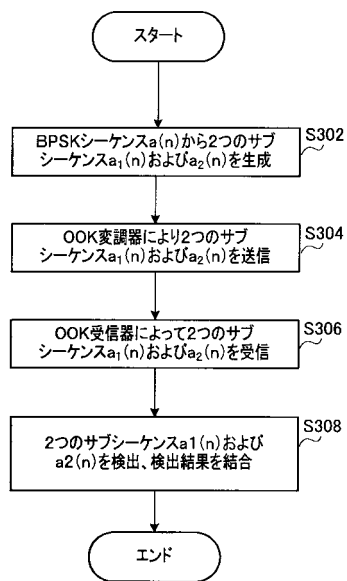 スタート
S302
BPSKシーケンスa(n)から2つのサブ
シーケンスa₁(n)およびa₂(n)を生成
S304
OOK変調器により2つのサブ
シーケンスa₁(n)およびa₂(n)を送信
S306
OOK受信器によって2つのサブ
シーケンスa₁(n)およびa₂(n)を受信
S308
2つのサブシーケンスa1(n)および
a2(n)を検出、検出結果を結合
エンド